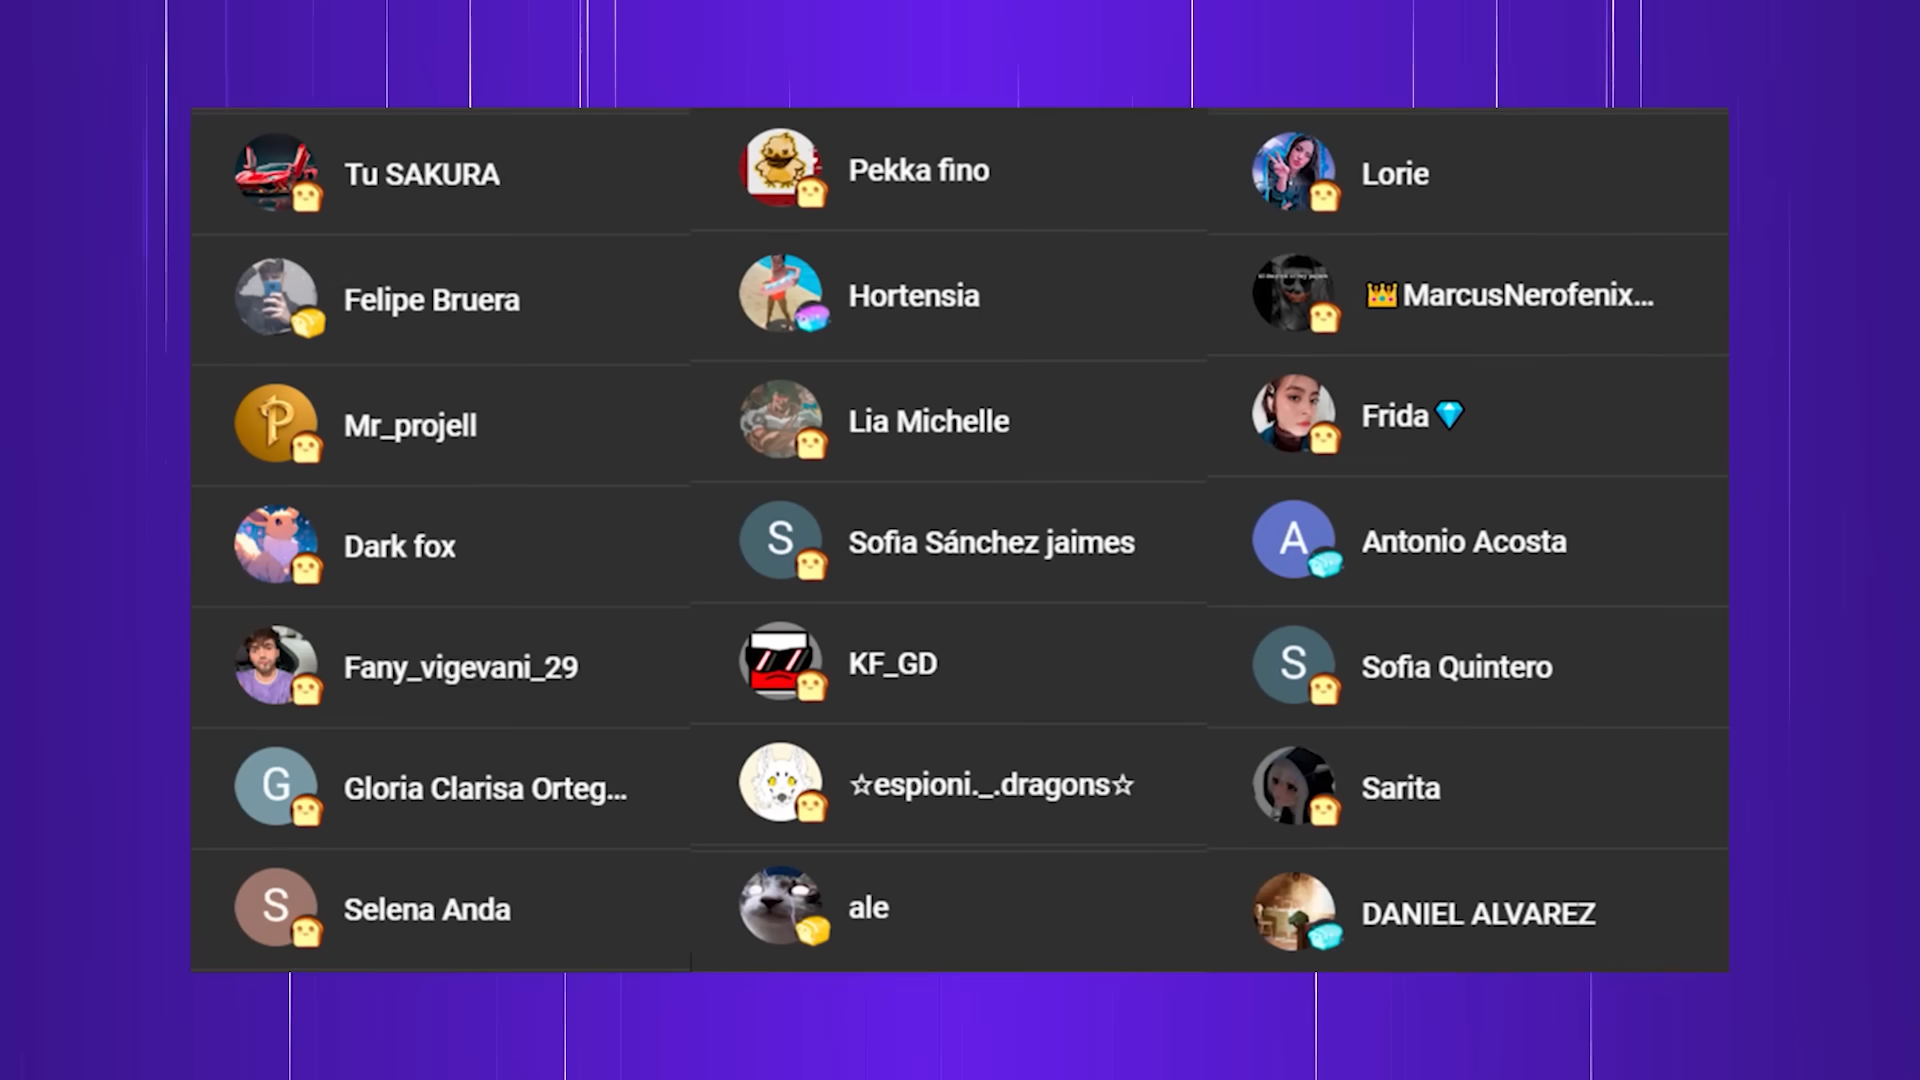 Tu SAKURA
Felipe Bruera
P
Mr_projell
Dark fox
Fany_vigevani_29
G
Gloria Clarisa Orteg...
S
Selena Anda
Pekka fino
Hortensia
Lia Michelle
S
Sofia Sánchez jaimes
KF_GD
☆espioni._.dragons☆
ale
Lorie
👑MarcusNerofenix...
Frida💎
A
Antonio Acosta
S
Sofia Quintero
Sarita
DANIEL ALVAREZ